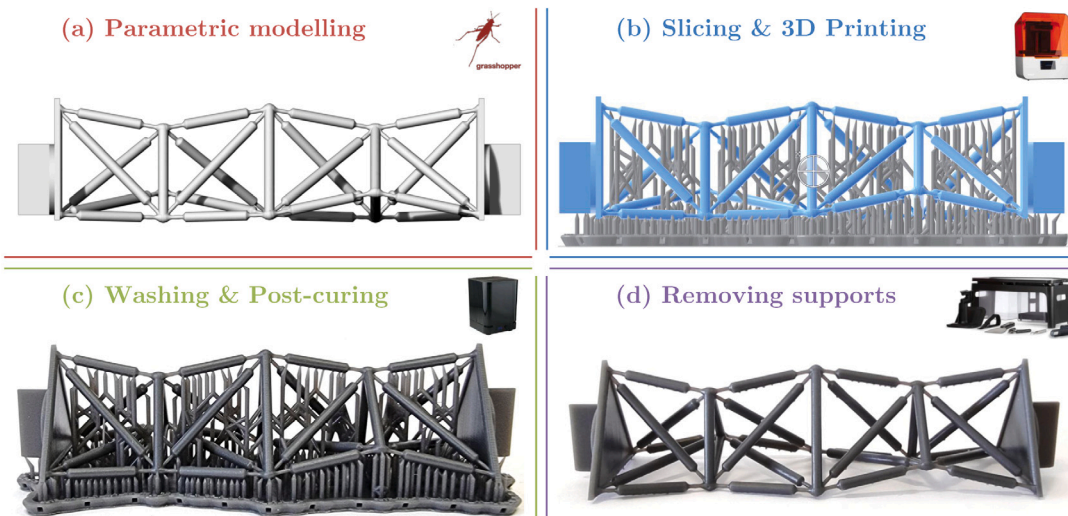 (a) Parametric modelling
grasshopper
(b) Slicing & 3D Printing
(c) Washing & Post-curing
(d) Removing supports